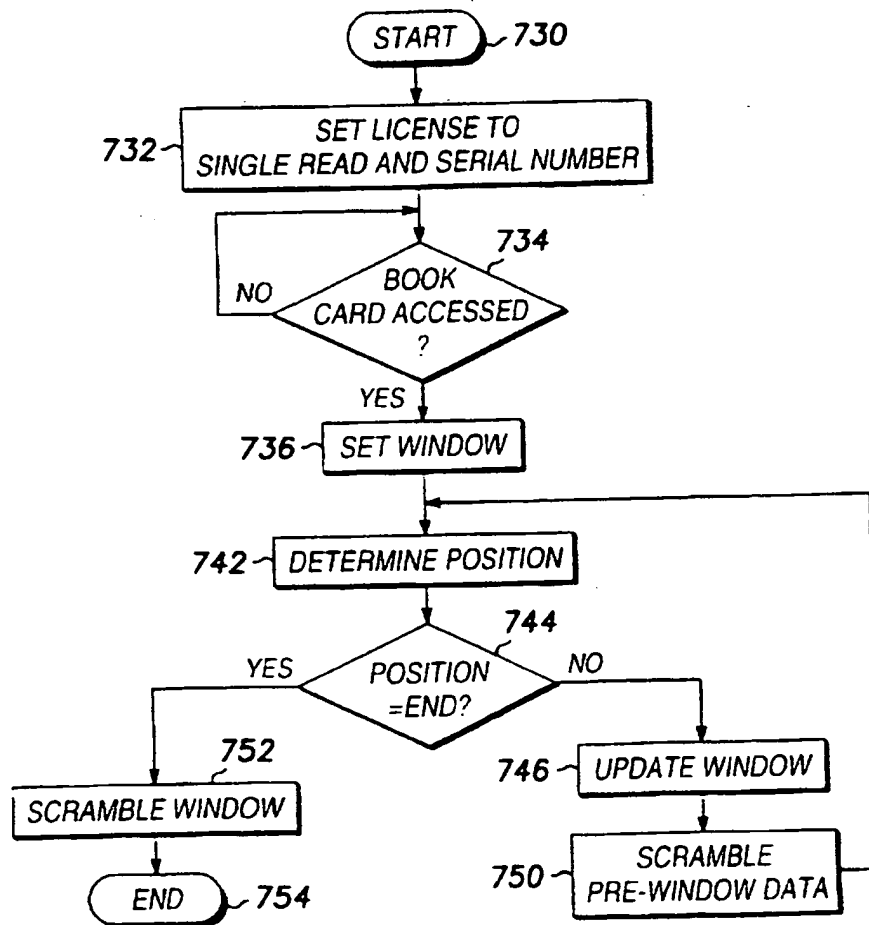 START 730
732 SET LICENSE TO
SINGLE READ AND SERIAL NUMBER
734
BOOK
CARD ACCESSED
?
NO
YES
736 SET WINDOW
742 DETERMINE POSITION
744
YES
POSITION
=END?
NO
752
SCRAMBLE WINDOW
746 UPDATE WINDOW
750 SCRAMBLE
PRE-WINDOW DATA
END 754